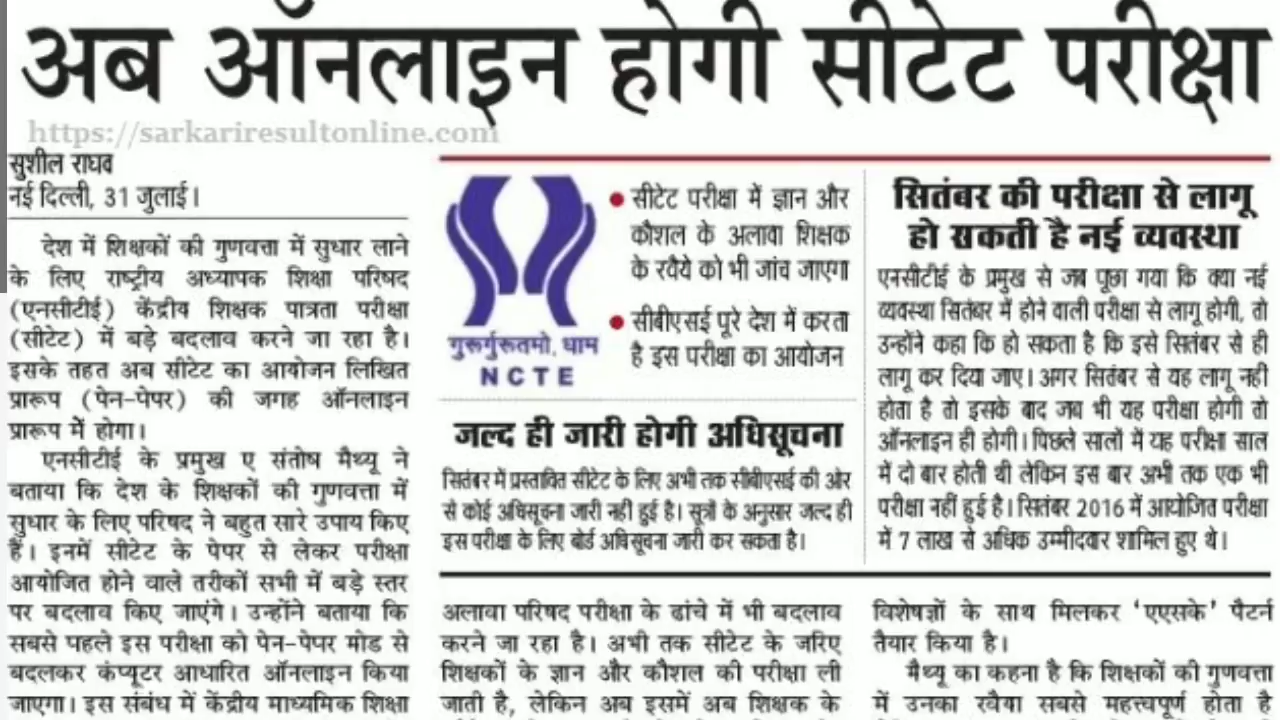 अब ऑनलाइन होगी सीटेट परीक्षा
https://sarkariresultonline.com
सुशील राघव
नई दिल्ली, 31 जुलाई।
देश में शिक्षकों की गुणवत्ता में सुधार लाने
के लिए राष्ट्रीय अध्यापक शिक्षा परिषद
(एनसीटीई) केंद्रीय शिक्षक पात्रता परीक्षा
(सीटेट) में बड़े बदलाव करने जा रहा है।
इसके तहत अब सीटेट का आयोजन लिखित
प्रारूप (पेन-पेपर) की जगह ऑनलाइन
प्रारूप में होगा।
एनसीटीई के प्रमुख ए संतोष मैथ्यू ने
बताया कि देश के शिक्षकों की गुणवत्ता में
सुधार के लिए परिषद ने बहुत सारे उपाय किए
हैं। इनमें सीटेट के पेपर से लेकर परीक्षा
आयोजित होने वाले तरीकों सभी में बड़े स्तर
पर बदलाव किए जाएंगे। उन्होंने बताया कि
सबसे पहले इस परीक्षा को पेन-पेपर मोड से
बदलकर कंप्यूटर आधारित ऑनलाइन किया
जाएगा। इस संबंध में केंद्रीय माध्यमिक शिक्षा
गुरुर्गुरुतमो, धाम
NCTE
सीटेट परीक्षा में ज्ञान और
कौशल के अलावा शिक्षक
के रवैये को भी जांच जाएगा
सीबीएसई पूरे देश में करता
है इस परीक्षा का आयोजन
जल्द ही जारी होगी अधिसूचना
सितंबर में प्रस्तावित सीटेट के लिए अभी तक सीबीएसई की ओर
से कोई अधिसूचना जारी नहीं हुई है। सूत्रों के अनुसार जल्द ही
इस परीक्षा के लिए बोर्ड अधिसूचना जारी कर सकता है।
सितंबर की परीक्षा से लागू
हो सकती है नई व्यवस्था
एनसीटीई के प्रमुख से जब पूछा गया कि क्या नई
व्यवस्था सितंबर में होने वाली परीक्षा से लागू होगी, तो
उन्होंने कहा कि हो सकता है कि इसे सितंबर से ही
लागू कर दिया जाए। अगर सितंबर से यह लागू नहीं
होता है तो इसके बाद जब भी यह परीक्षा होगी तो
ऑनलाइन ही होगी। पिछले सालों में यह परीक्षा साल
में दो बार होती थी लेकिन इस बार अभी तक एक भी
परीक्षा नहीं हुई है। सितंबर 2016 में आयोजित परीक्षा
में 7 लाख से अधिक उम्मीदवार शामिल हुए थे।
अलावा परिषद परीक्षा के ढांचे में भी बदलाव
करने जा रहा है। अभी तक सीटेट के जरिए
शिक्षकों के ज्ञान और कौशल की परीक्षा ली
जाती है, लेकिन अब इसमें अब शिक्षक के
विशेषज्ञों के साथ मिलकर 'एएसके' पैटर्न
तैयार किया है।
मैथ्यू का कहना है कि शिक्षकों की गुणवत्ता
में उनका रवैया सबसे महत्त्वपूर्ण होता है